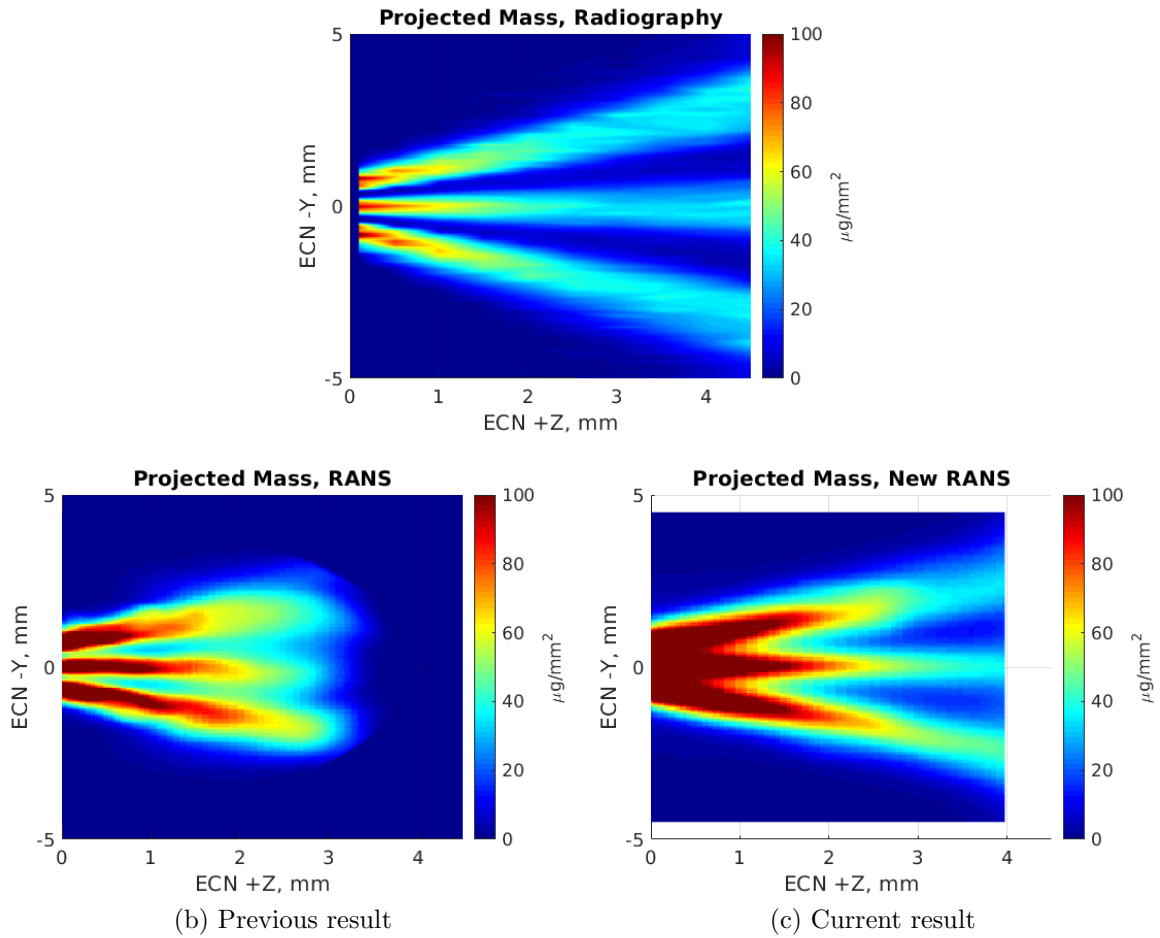 Projected Mass, Radiography
5
0
-5
ECN -Y, mm
0 1 2 3 4
ECN +Z, mm
100
80
60
40
20
0
μg/mm²
Projected Mass, RANS
5
0
-5
ECN -Y, mm
0 1 2 3 4
ECN +Z, mm
100
80
60
40
20
0
μg/mm²
(b) Previous result
Projected Mass, New RANS
5
0
-5
ECN -Y, mm
0 1 2 3 4
ECN +Z, mm
100
80
60
40
20
0
μg/mm²
(c) Current result